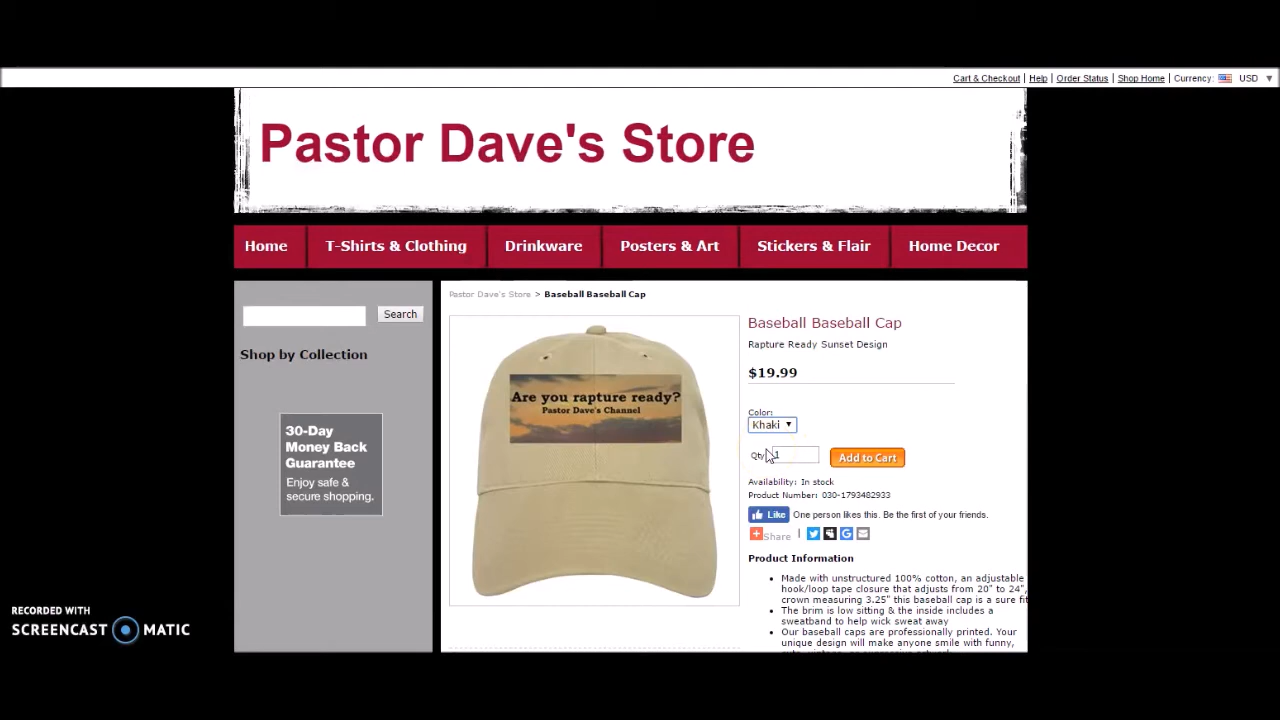 Cart & Checkout | Help | Order Status | Shop Home | Currency: USD ▼
Pastor Dave's Store
Home
T-Shirts & Clothing
Drinkware
Posters & Art
Stickers & Flair
Home Decor
Search
Shop by Collection
30-Day
Money Back
Guarantee
Enjoy safe &
secure shopping.
Pastor Dave's Store > Baseball Baseball Cap
Are you rapture ready?
Pastor Dave's Channel
Baseball Baseball Cap
Rapture Ready Sunset Design
$19.99
Color:
Khaki ▼
Qty 1
Add to Cart
Availability: In stock
Product Number: 030-1793482933
Like One person likes this. Be the first of your friends.
Share |
Product Information
• Made with unstructured 100% cotton, an adjustable
hook/loop tape closure that adjusts from 20" to 24",
crown measuring 3.25" this baseball cap is a sure fit
• The brim is low sitting & the inside includes a
sweatband to help wick sweat away
• Our baseball caps are professionally printed. Your
unique design will make anyone smile with funny,
RECORDED WITH
SCREENCAST MATIC